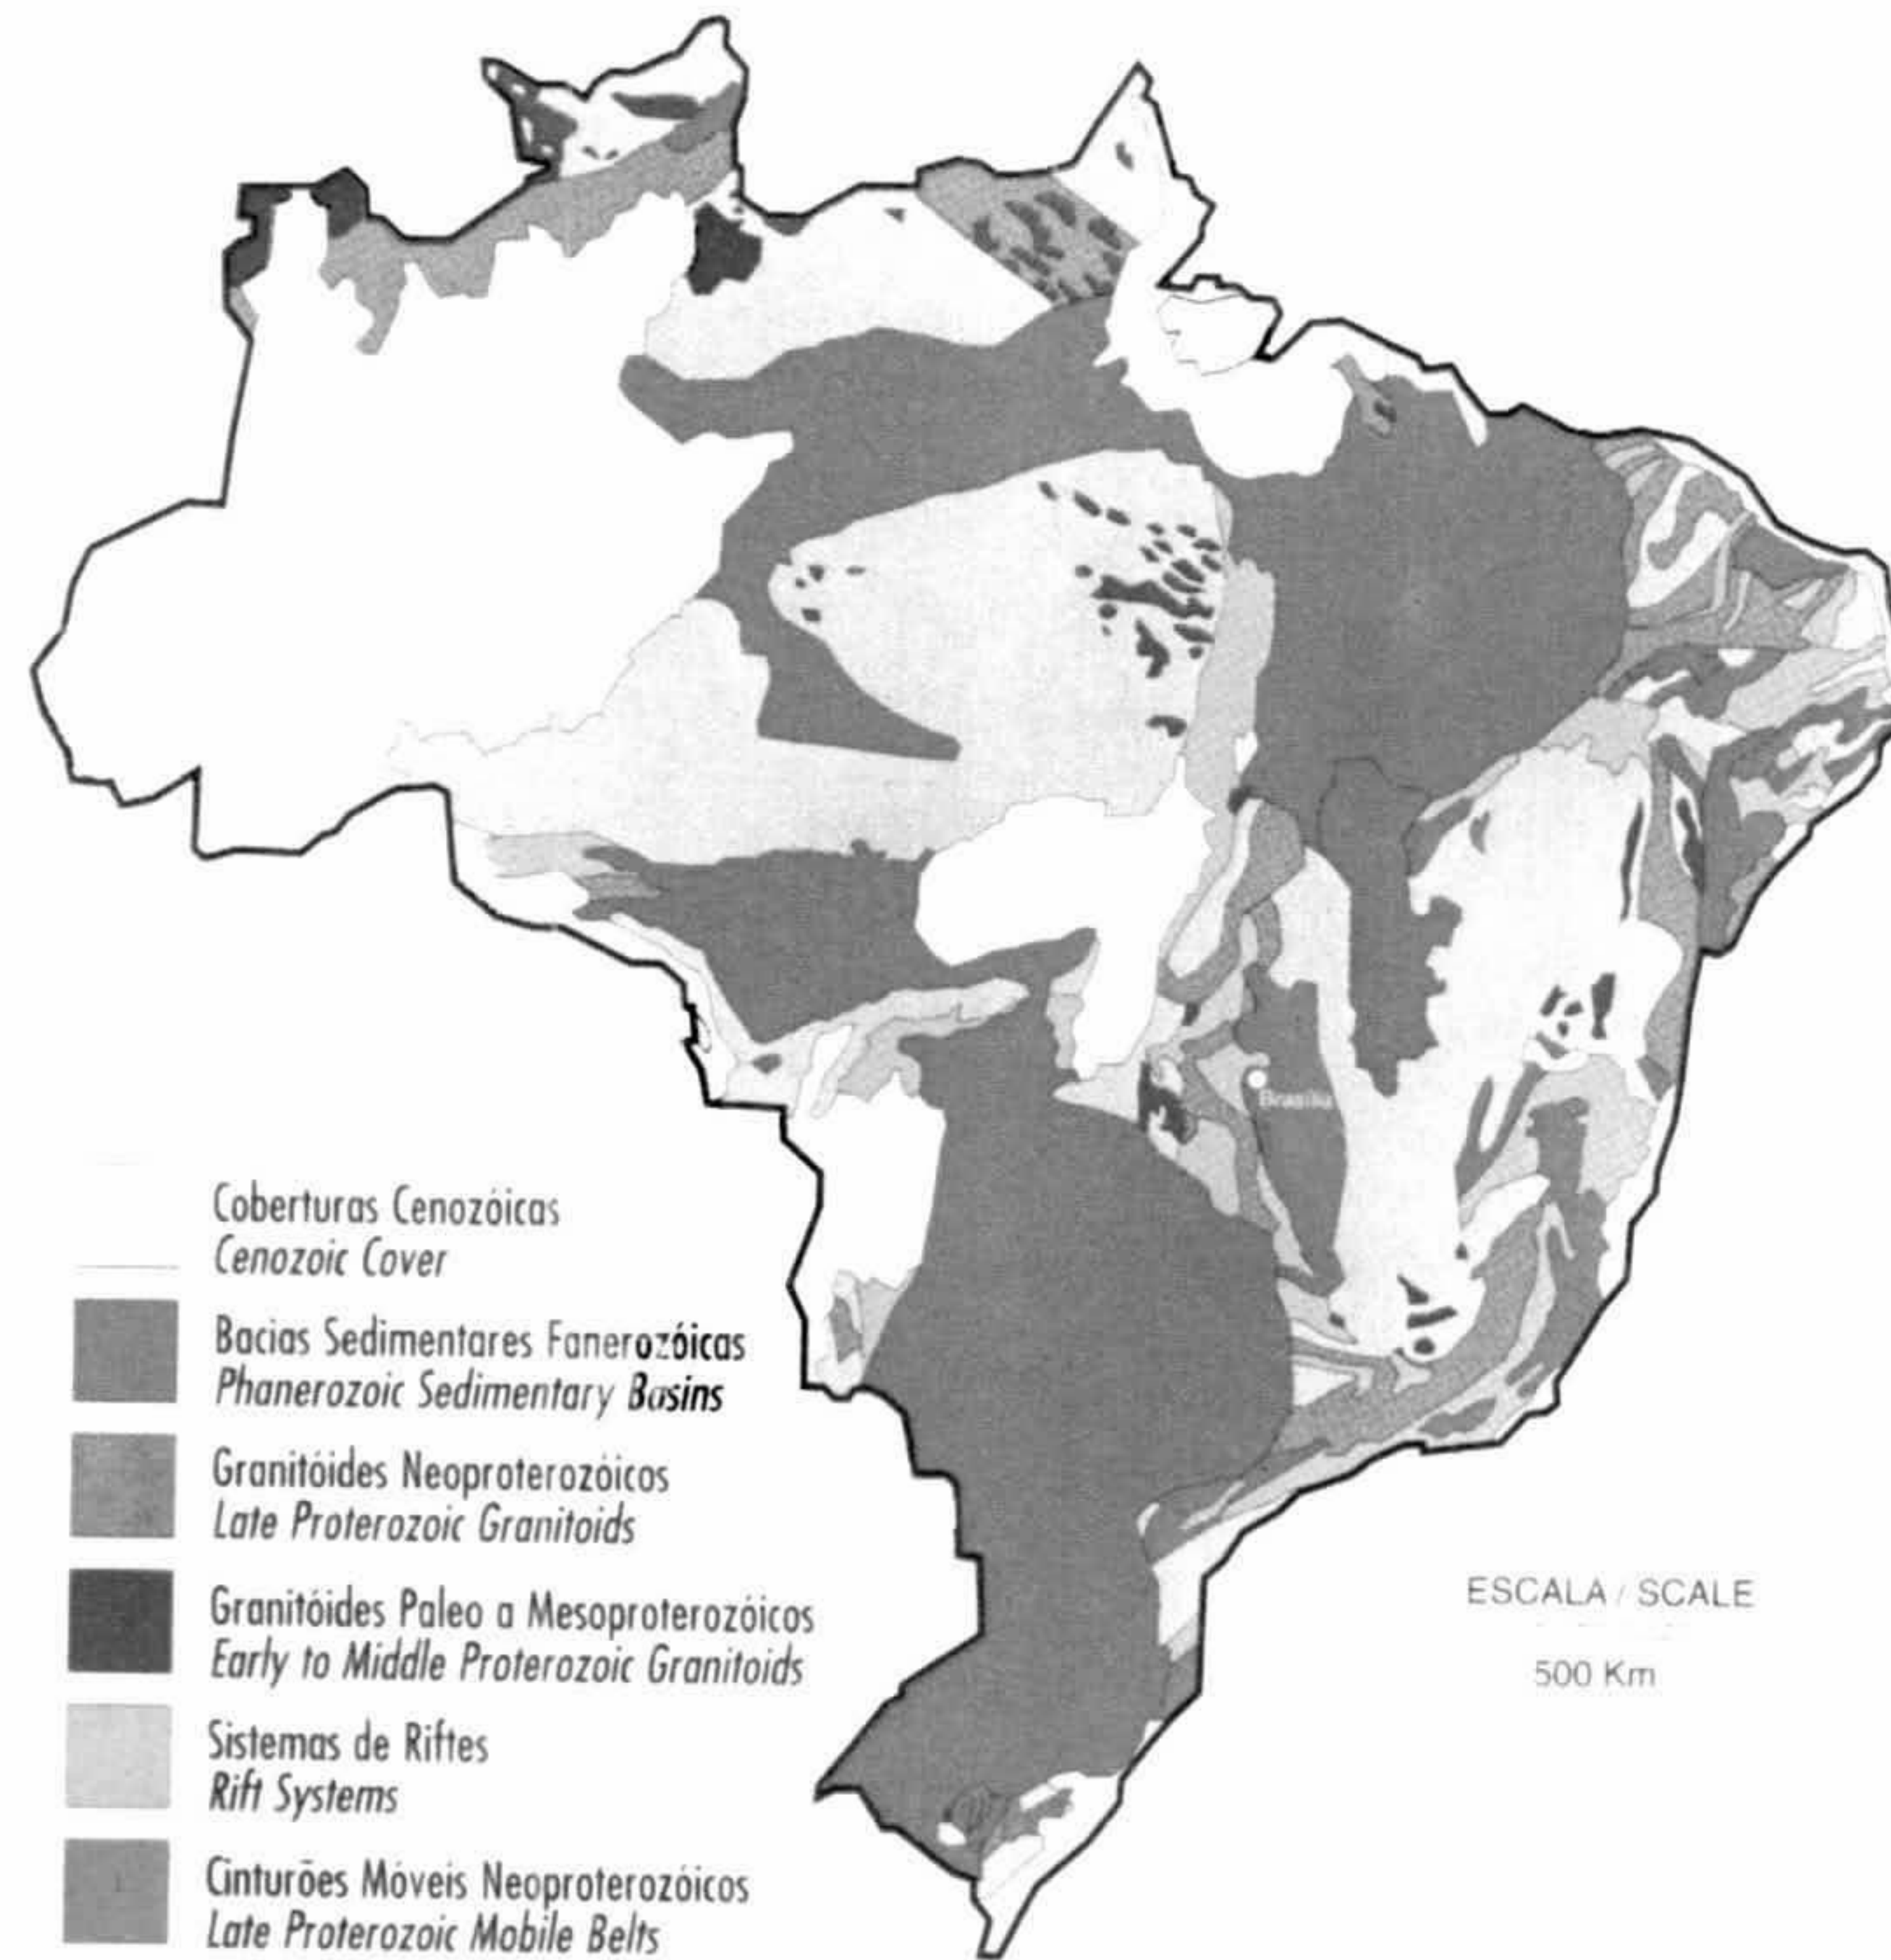 Brasília
Coberturas Cenozóicas
Cenozoic Cover
Bacias Sedimentares Fanerozóicas
Phanerozoic Sedimentary Basins
Granitóides Neoproterozóicos
Late Proterozoic Granitoids
Granitóides Paleo a Mesoproterozóicos
Early to Middle Proterozoic Granitoids
Sistemas de Riftes
Rift Systems
Cinturões Móveis Neoproterozóicos
Late Proterozoic Mobile Belts
ESCALA / SCALE
500 Km